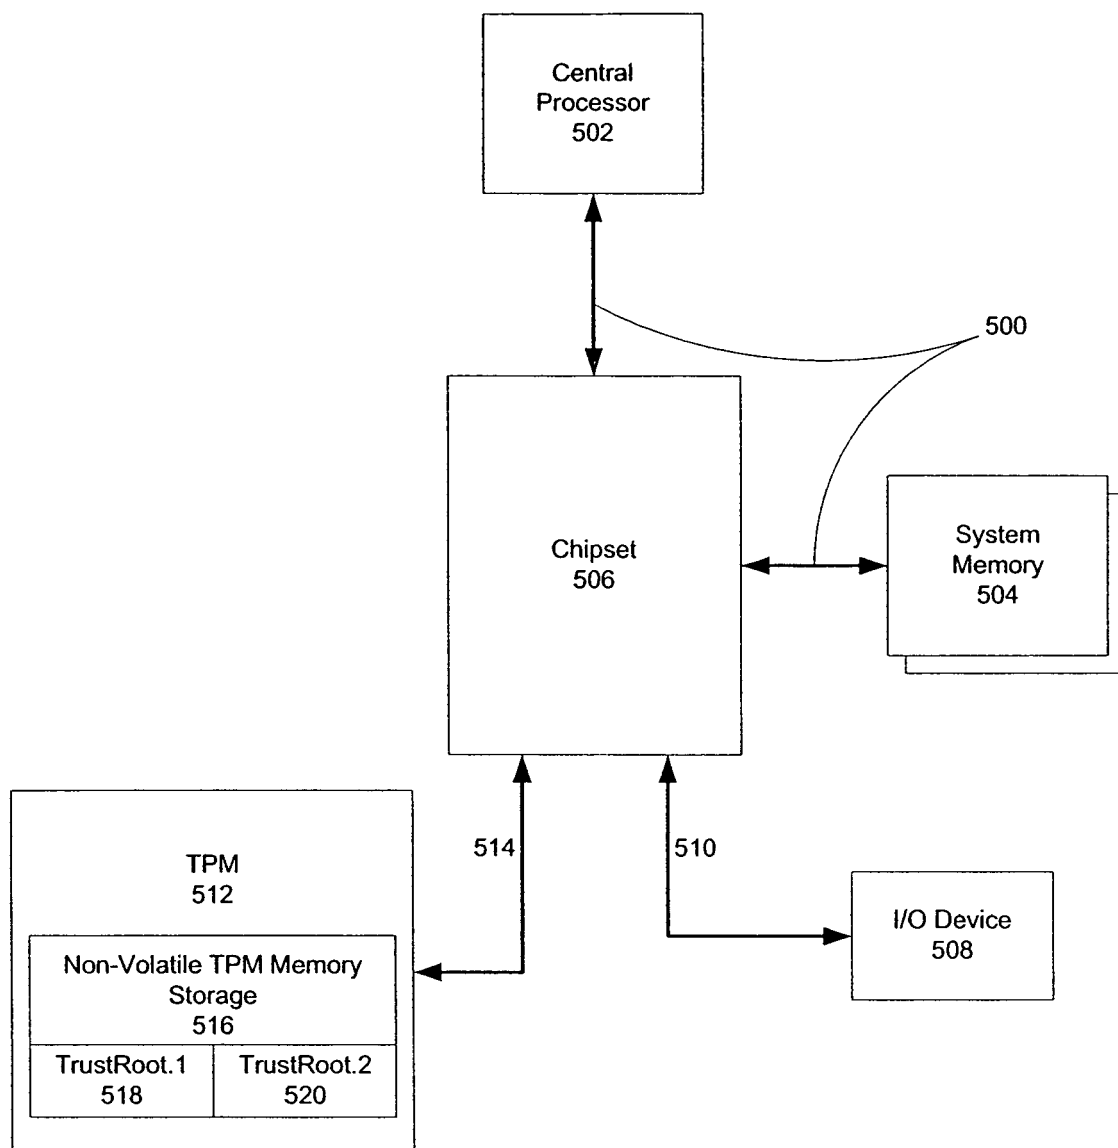 Central
Processor
502
500
Chipset
506
System
Memory
504
514
510
TPM
512
I/O Device
508
Non-Volatile TPM Memory
Storage
516
TrustRoot.1
518
TrustRoot.2
520